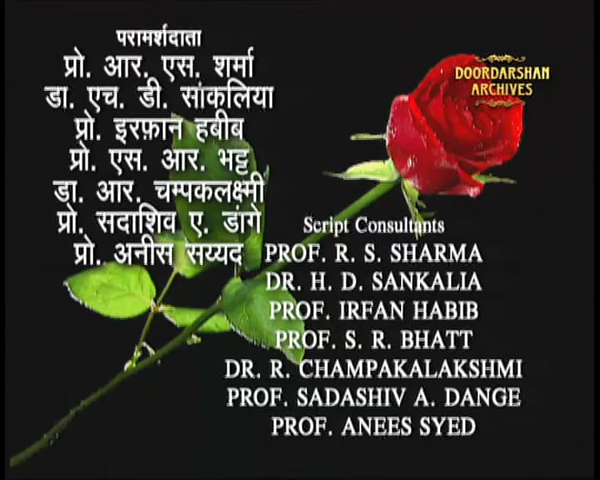 परामर्शदाता
प्रो. आर. एस. शर्मा
डा. एच. डी. सांकलिया
प्रो. इरफ़ान हबीब
प्रो. एस. आर. भट्ट
डा. आर. चम्पकलक्ष्मी
प्रो. सदाशिव ए. डांगे
प्रो. अनीस सय्यद
DOORDARSHAN
ARCHIVES
Script Consultants
PROF. R. S. SHARMA
DR. H. D. SANKALIA
PROF. IRFAN HABIB
PROF. S. R. BHATT
DR. R. CHAMPAKALAKSHMI
PROF. SADASHIV A. DANGE
PROF. ANEES SYED